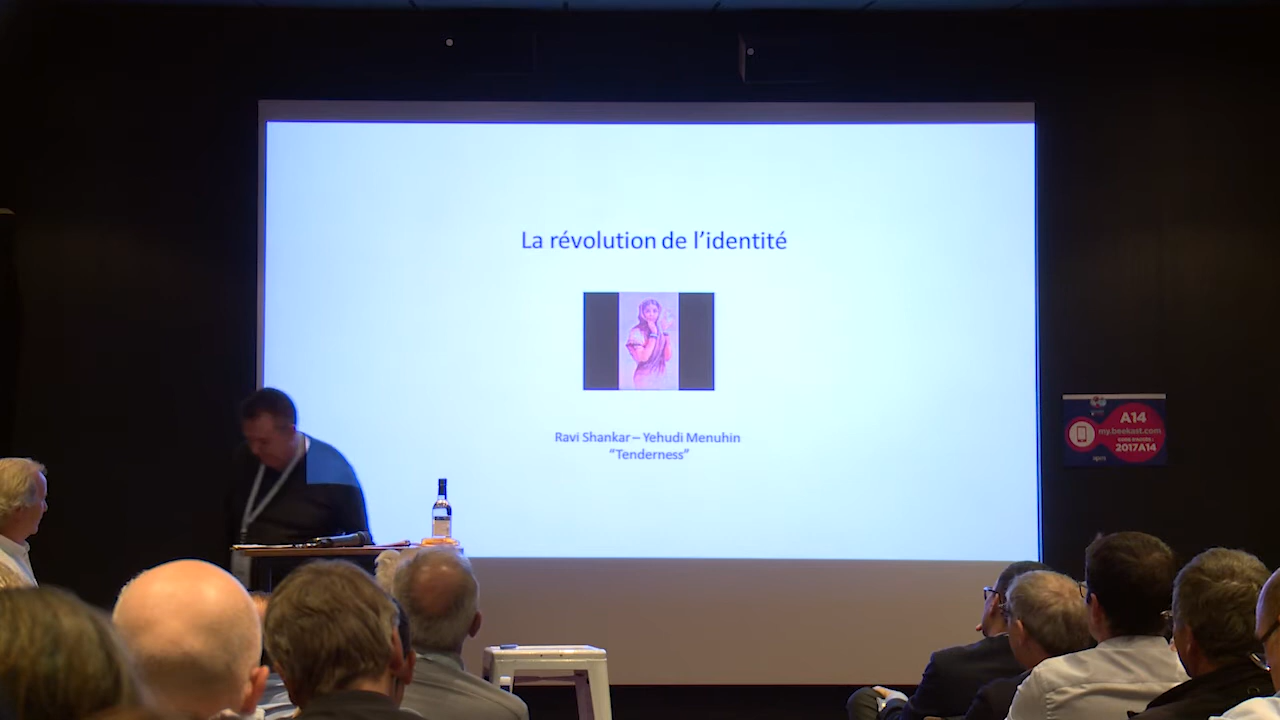 La révolution de l’identité
Ravi Shankar – Yehudi Menuhin
“Tenderness”
A14
my.beekast.com
2017A14